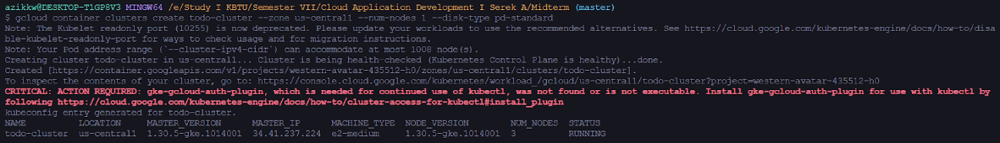 azikkw@DESKTOP-T1GP8V3 MINGW64 /e/Study I KBTU/Semester VII/Cloud Application Development I Serek A/Midterm (master)
$ gcloud container clusters create todo-cluster --zone us-central1 --num-nodes 1 --disk-type pd-standard
Note: The Kubelet readonly port (10255) is now deprecated. Please update your workloads to use the recommended alternatives. See https://cloud.google.com/kubernetes-engine/docs/how-to/disa
ble-kubelet-readonly-port for ways to check usage and for migration instructions.
Note: Your Pod address range (`--cluster-ipv4-cidr`) can accommodate at most 1008 node(s).
Creating cluster todo-cluster in us-central1... Cluster is being health-checked (Kubernetes Control Plane is healthy)...done.
Created [https://container.googleapis.com/v1/projects/western-avatar-435512-h0/zones/us-central1/clusters/todo-cluster].
To inspect the contents of your cluster, go to: https://console.cloud.google.com/kubernetes/workload_/gcloud/us-central1/todo-cluster?project=western-avatar-435512-h0
CRITICAL: ACTION REQUIRED: gke-gcloud-auth-plugin, which is needed for continued use of kubectl, was not found or is not executable. Install gke-gcloud-auth-plugin for use with kubectl by
following https://cloud.google.com/kubernetes-engine/docs/how-to/cluster-access-for-kubectl#install_plugin
kubeconfig entry generated for todo-cluster.
NAME LOCATION MASTER_VERSION MASTER_IP MACHINE_TYPE NODE_VERSION NUM_NODES STATUS
todo-cluster us-central1 1.30.5-gke.1014001 34.41.237.224 e2-medium 1.30.5-gke.1014001 3 RUNNING